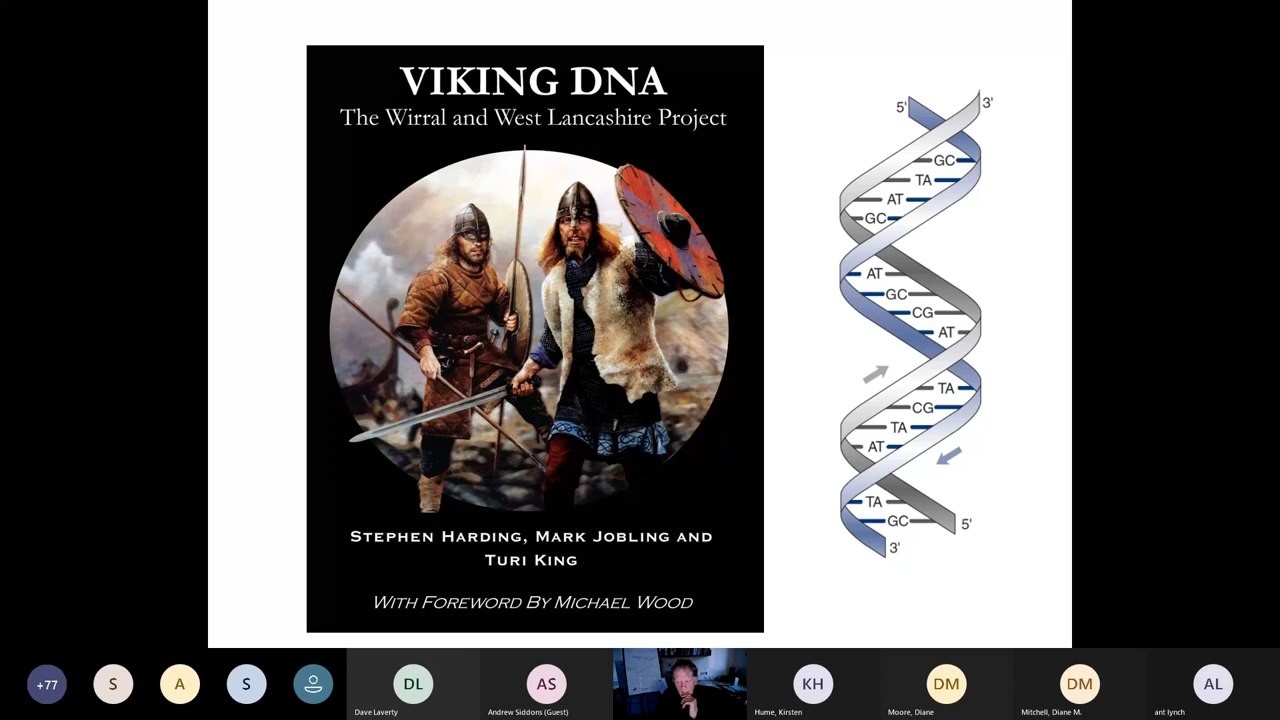 VIKING DNA
The Wirral and West Lancashire Project
STEPHEN HARDING, MARK JOBLING AND
TURI KING
WITH FOREWORD BY MICHAEL WOOD
5'
3'
GC
TA
AT
GC
AT
GC
CG
AT
TA
CG
TA
AT
TA
GC
5'
3'
+77
S
A
S
DL
Dave Laverty
AS
Andrew Siddons (Guest)
KH
Hume, Kirsten
DM
Moore, Diane
DM
Mitchell, Diane M.
AL
ant lynch